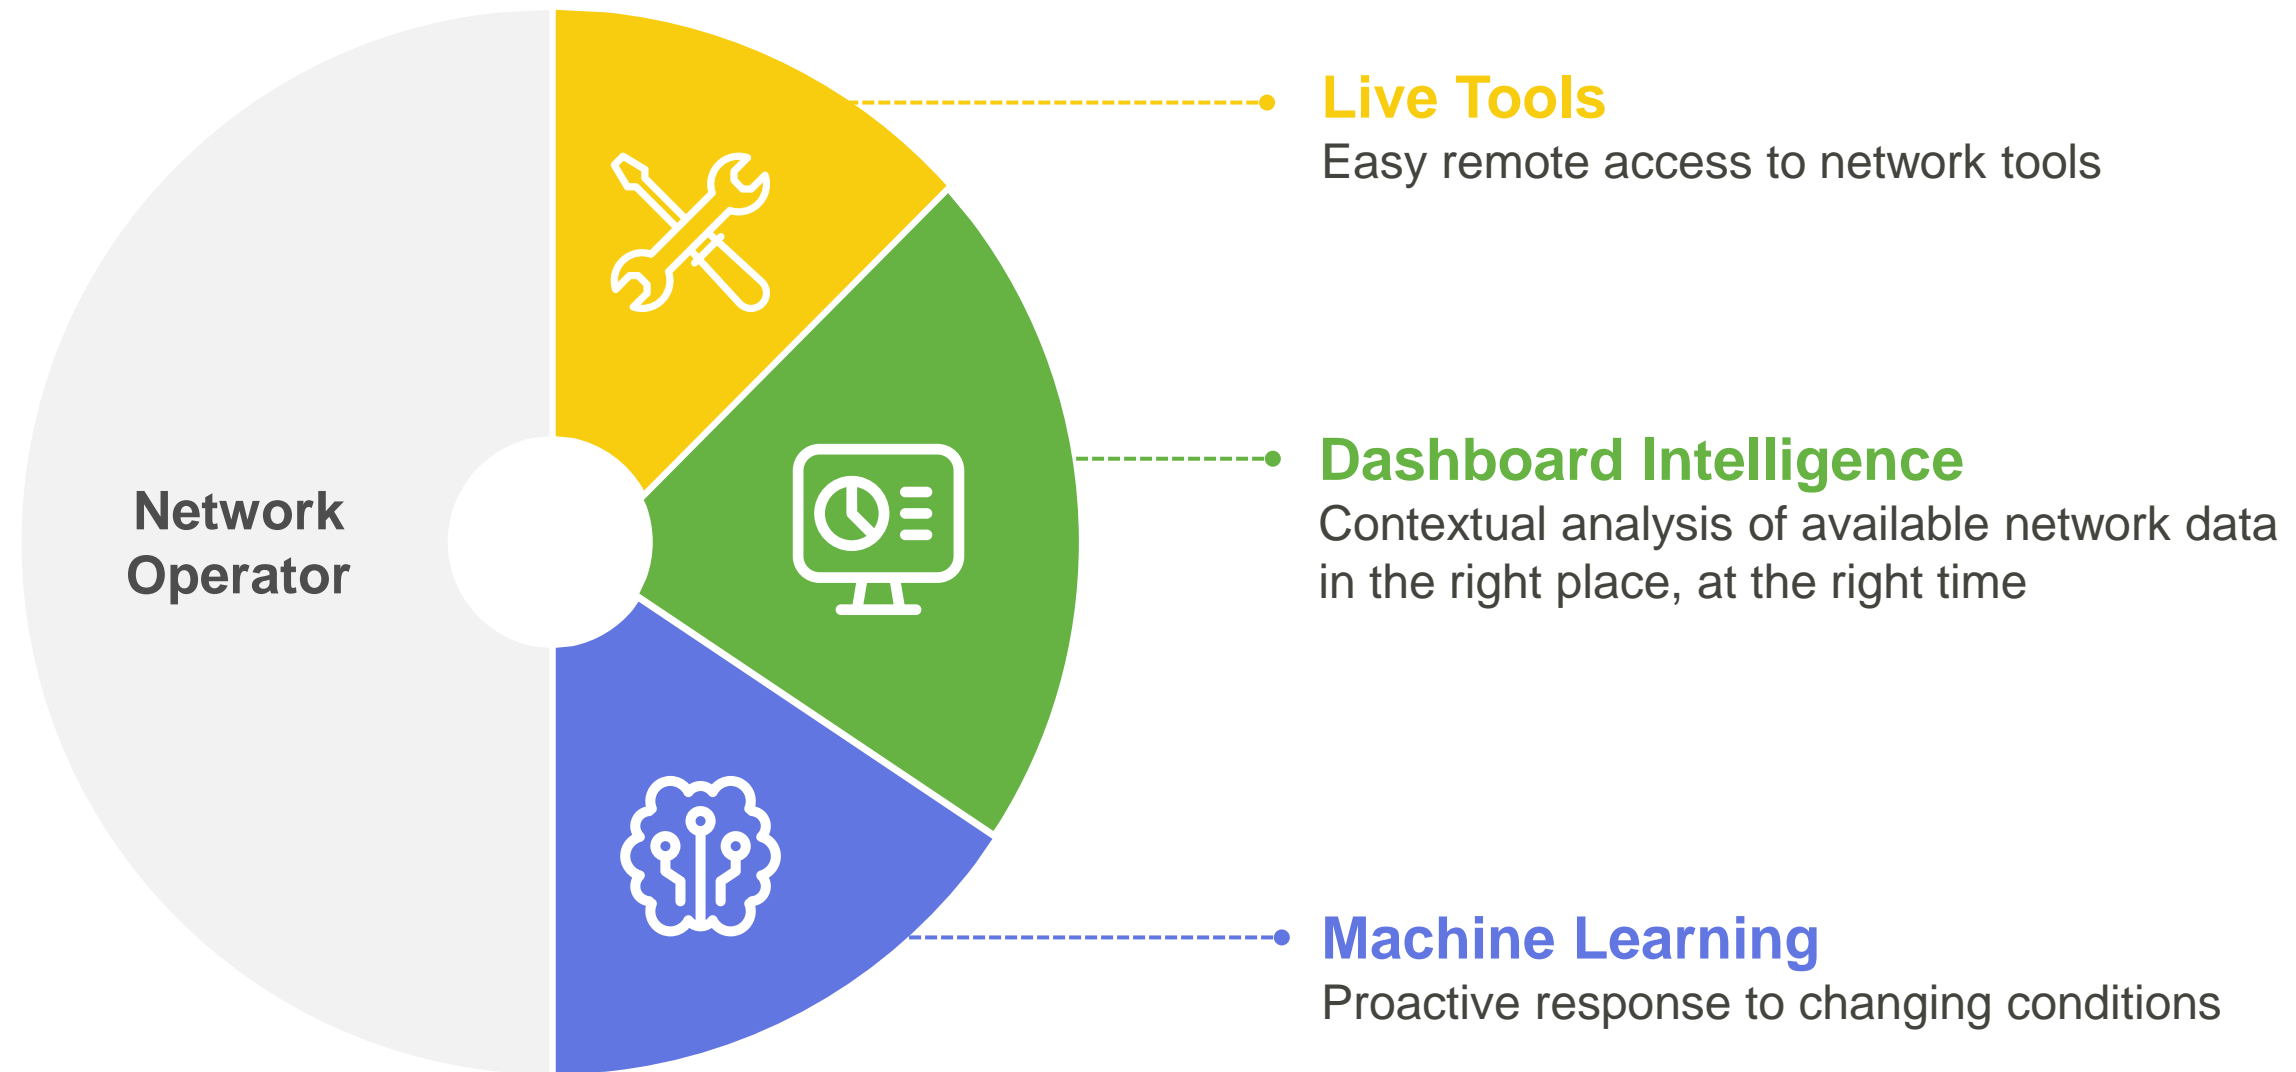 Network
Operator
Live Tools
Easy remote access to network tools
Dashboard Intelligence
Contextual analysis of available network data
in the right place, at the right time
Machine Learning
Proactive response to changing conditions